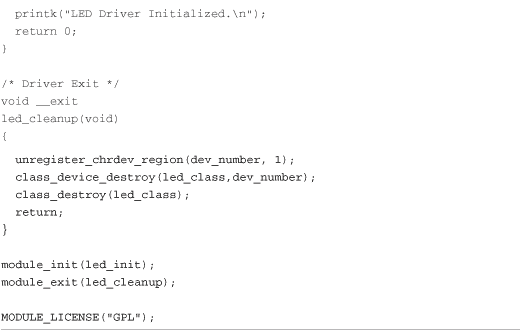 printk("LED Driver Initialized.\n");
return 0;
}
/* Driver Exit */
void __exit
led_cleanup(void)
{
unregister_chrdev_region(dev_number, 1);
class_device_destroy(led_class,dev_number);
class_destroy(led_class);
return;
}
module_init(led_init);
module_exit(led_cleanup);
MODULE_LICENSE("GPL");